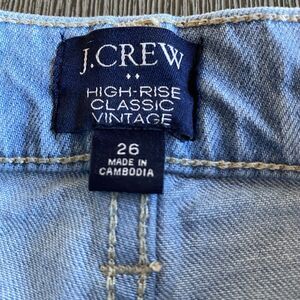 J.CREW
HIGH-RISE
CLASSIC
VINTAGE
26
MADE IN
CAMBODIA